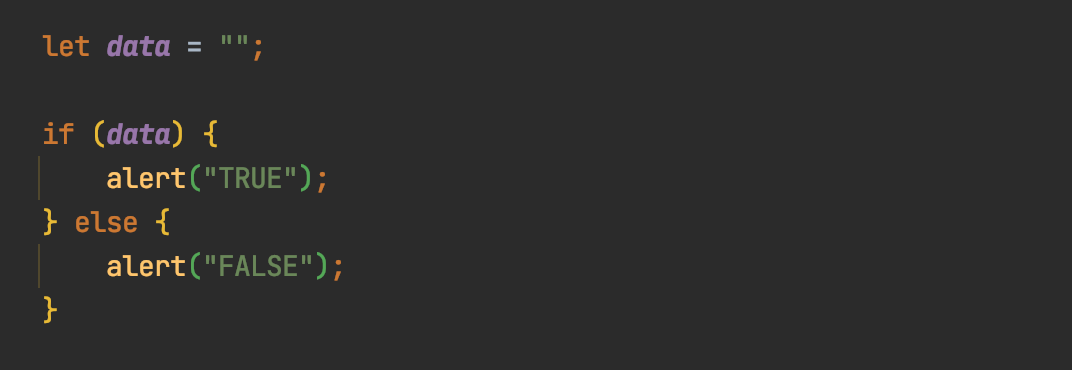 let data = "";
if (data) {
    alert("TRUE");
} else {
    alert("FALSE");
}